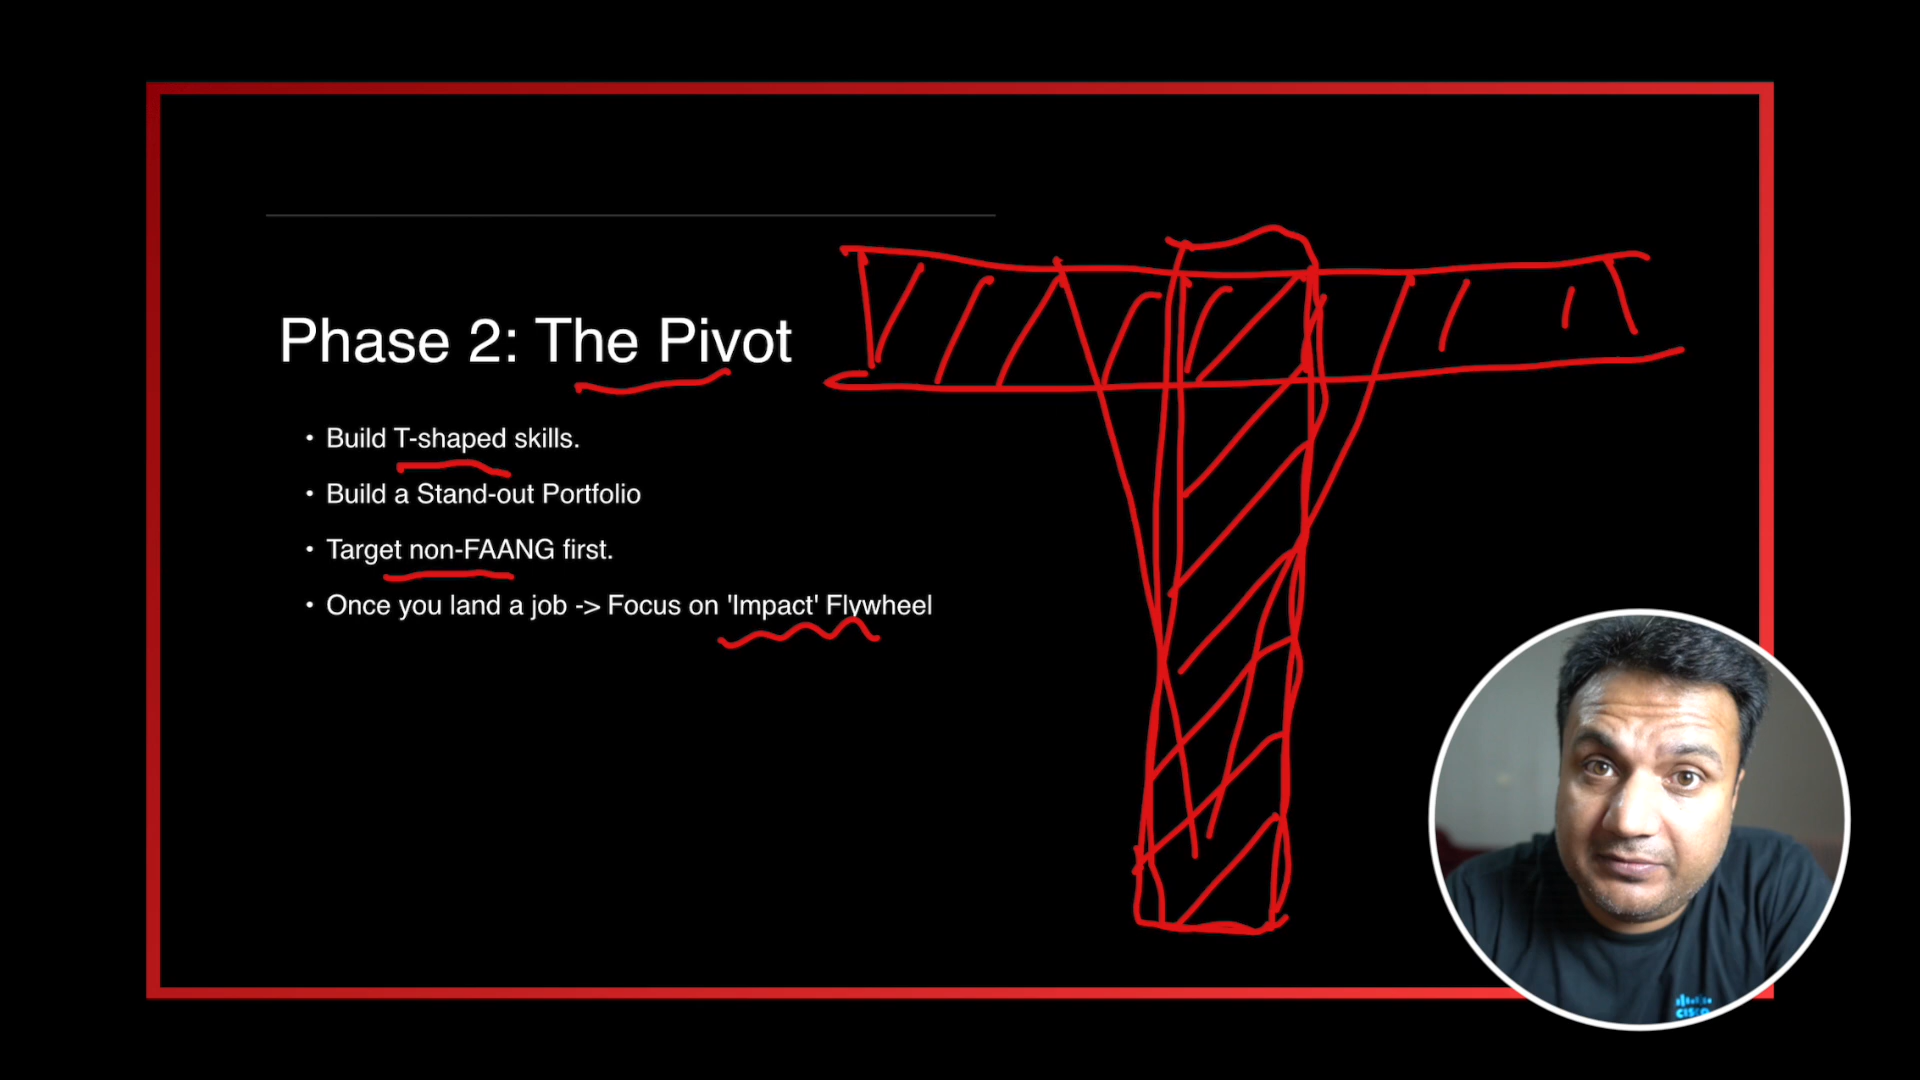 Phase 2: The Pivot
• Build T-shaped skills.
• Build a Stand-out Portfolio
• Target non-FAANG first.
• Once you land a job -> Focus on 'Impact' Flywheel
CISCO